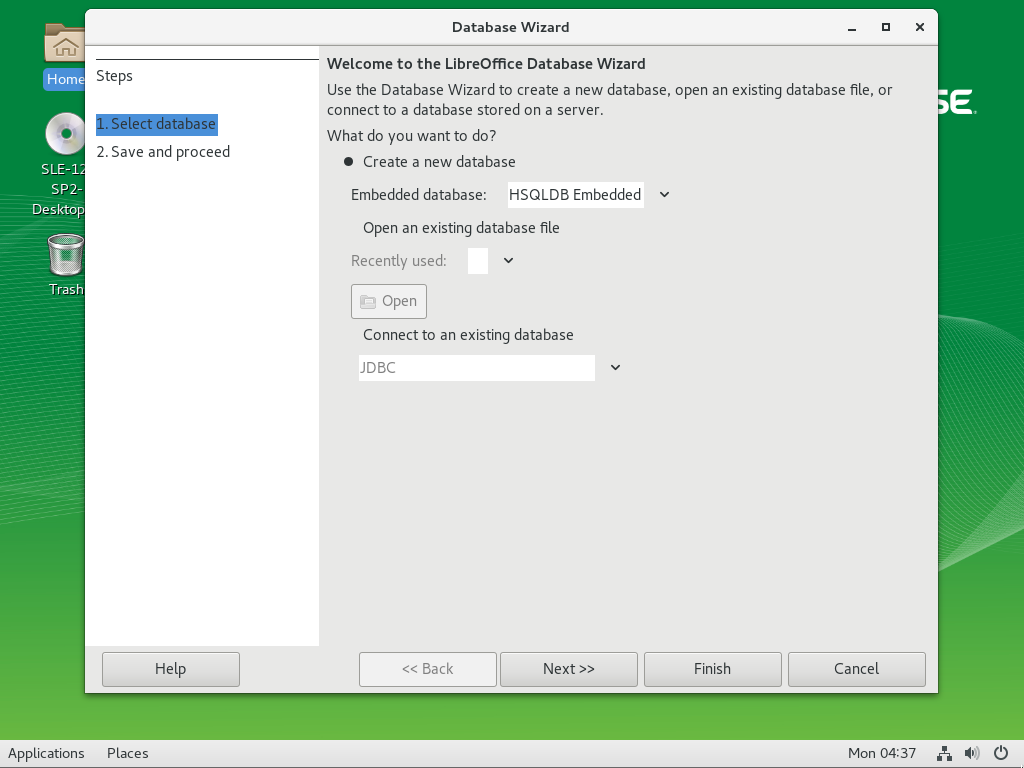 Database Wizard
Home
SLE-12
SP2-
Desktop
Trash
SE
Steps
1. Select database
2. Save and proceed
Welcome to the LibreOffice Database Wizard
Use the Database Wizard to create a new database, open an existing database file, or
connect to a database stored on a server.
What do you want to do?
Create a new database
Embedded database: HSQLDB Embedded
Open an existing database file
Recently used:
Open
Connect to an existing database
JDBC
Help << Back Next >> Finish Cancel
Applications Places Mon 04:37